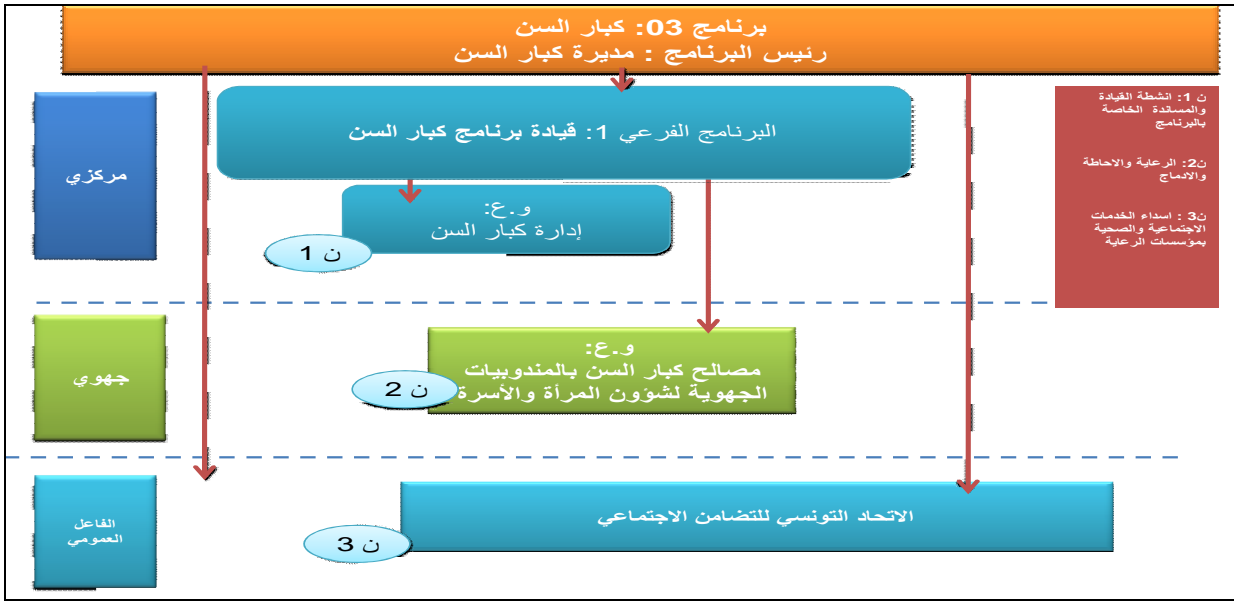 برنامج 03: كبار السن
رئيس البرنامج : مديرة كبار السن
ن 1: انشطة القيادة
والمساندة الخاصة
بالبرنامج
ن2: الرعاية والاحاطة
والادماج
ن3 : اسداء الخدمات
الاجتماعية والصحية
بمؤسسات الرعاية
مركزي
البرنامج الفرعي 1: قيادة برنامج كبار السن
و.ع:
إدارة كبار السن
ن 1
جهوي
و.ع:
مصالح كبار السن بالمندوبيات
الجهوية لشؤون المرأة والأسرة
ن 2
الفاعل
العمومي
الاتحاد التونسي للتضامن الاجتماعي
ن 3